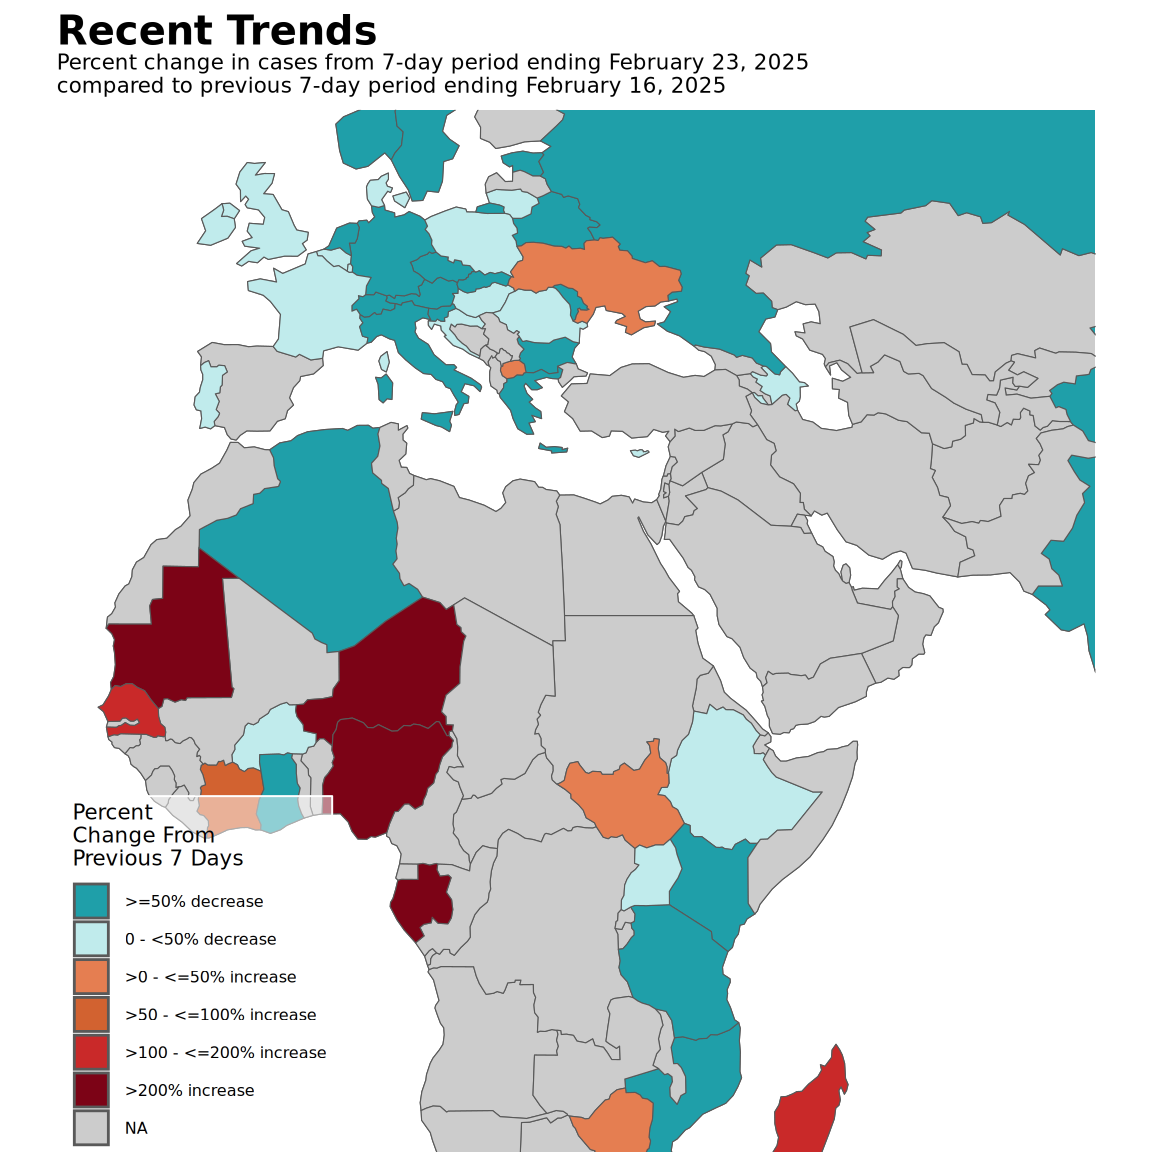 Recent Trends
Percent change in cases from 7-day period ending February 23, 2025
compared to previous 7-day period ending February 16, 2025
Percent
Change From
Previous 7 Days
>=50% decrease
0 - <50% decrease
>0 - <=50% increase
>50 - <=100% increase
>100 - <=200% increase
>200% increase
NA